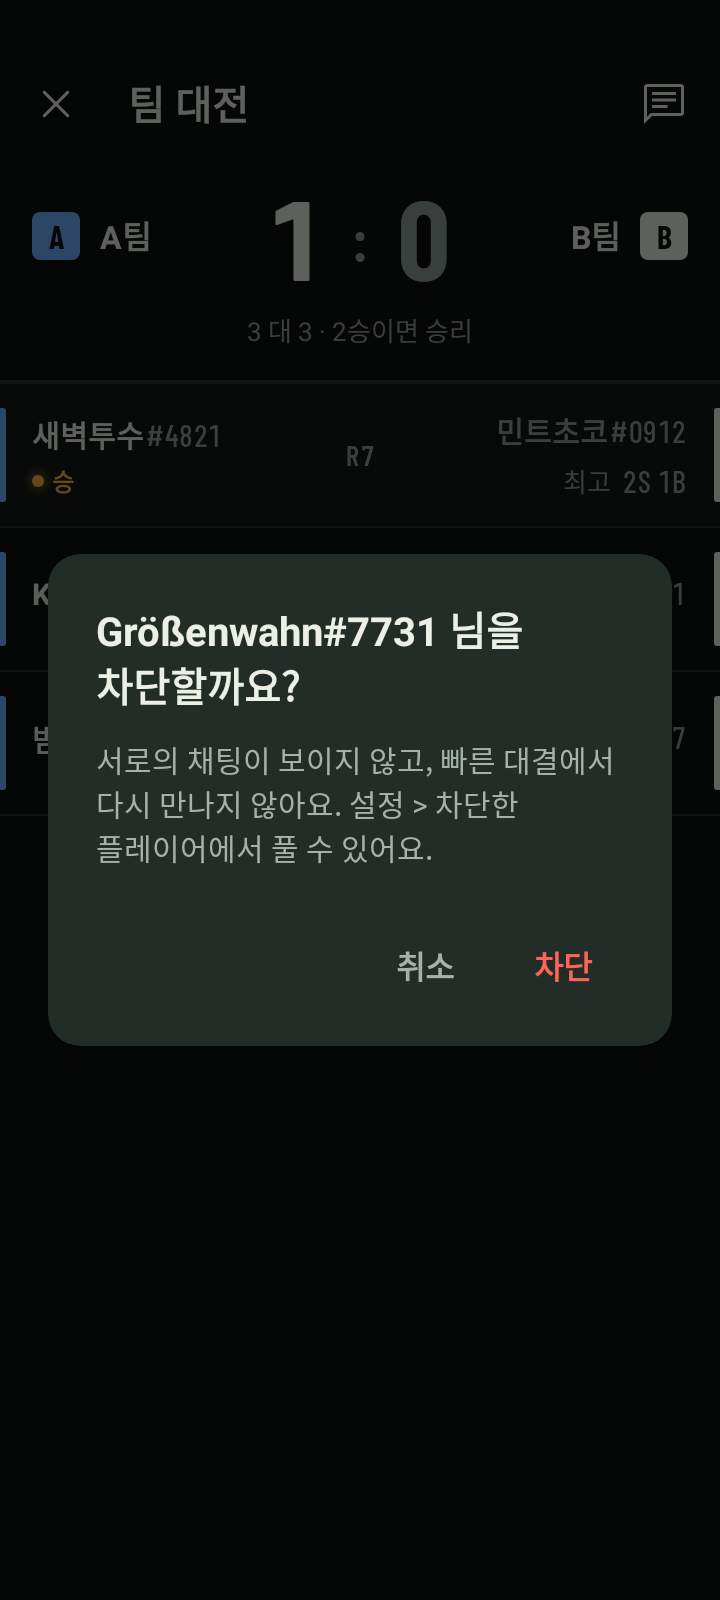 팀 대전
A A팀 1 : 0 B팀 B
3 대 3 · 2승이면 승리
새벽투수#4821 R7 민트초코#0912
승 최고 2S 1B
K 1
7
Größenwahn#7731 님을
차단할까요?
서로의 채팅이 보이지 않고, 빠른 대결에서
다시 만나지 않아요. 설정 > 차단한
플레이어에서 풀 수 있어요.
취소 차단